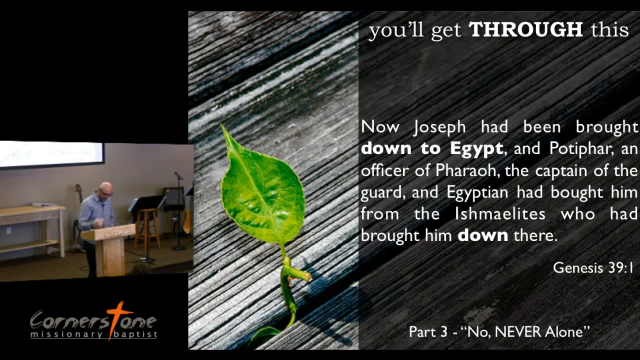 you'll get THROUGH this
Now Joseph had been brought
down to Egypt, and Potiphar, an
officer of Pharaoh, the captain of the
guard, and Egyptian had bought him
from the Ishmaelites who had
brought him down there.
Genesis 39:1
Part 3 - “No, NEVER Alone”
Cornerstone
missionary baptist